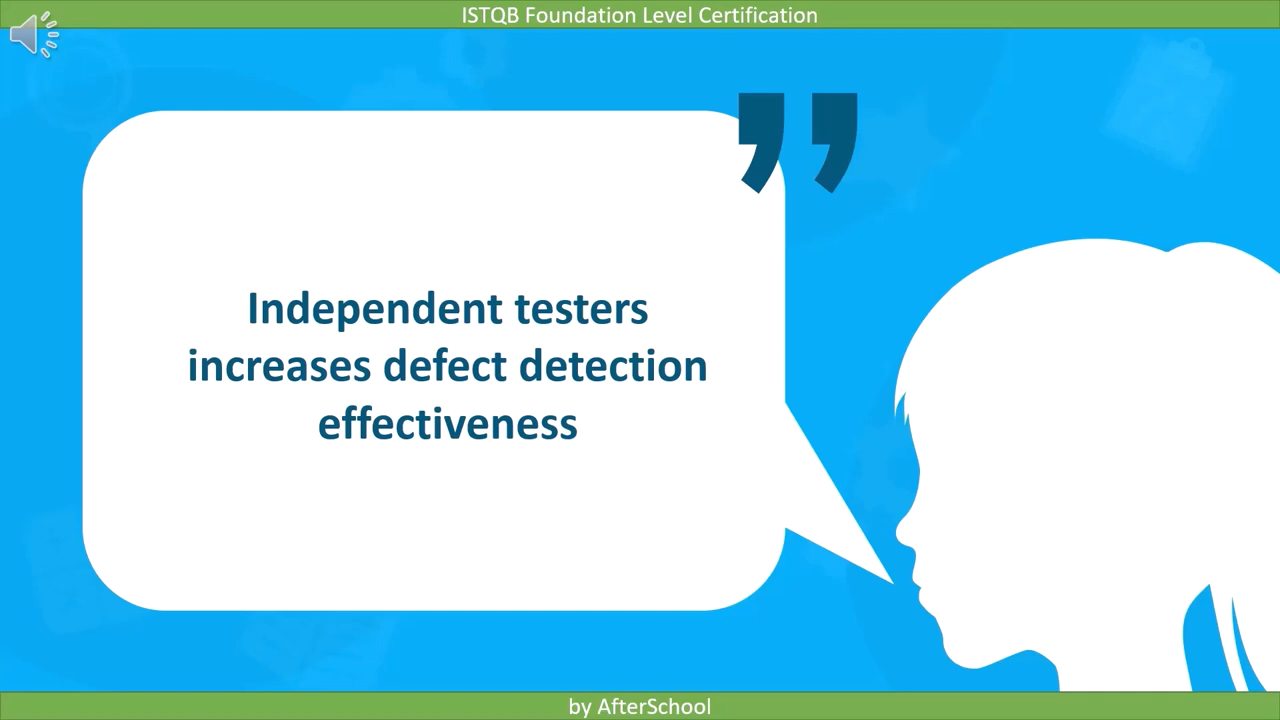 ISTQB Foundation Level Certification
”
Independent testers
increases defect detection
effectiveness
by AfterSchool